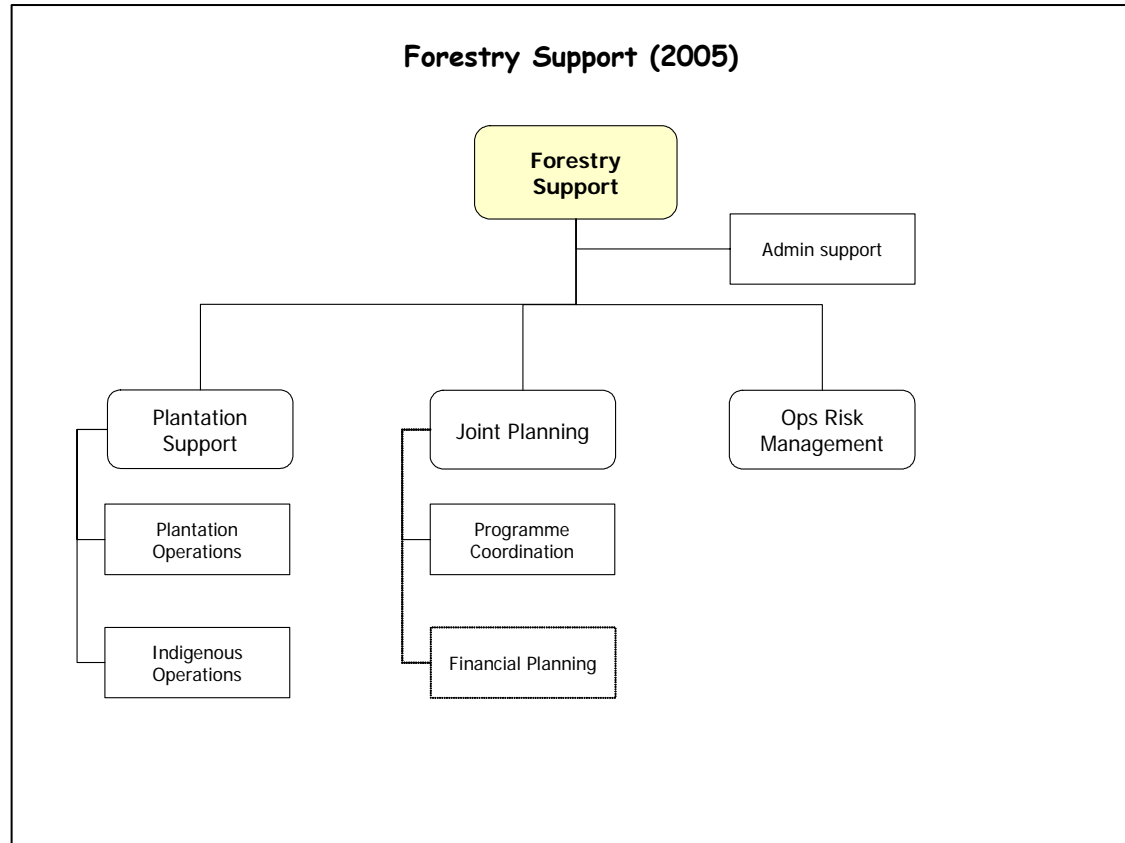 Forestry Support (2005)
Forestry
Support
Admin support
Plantation
Support
Joint Planning
Ops Risk
Management
Plantation
Operations
Programme
Coordination
Indigenous
Operations
Financial Planning